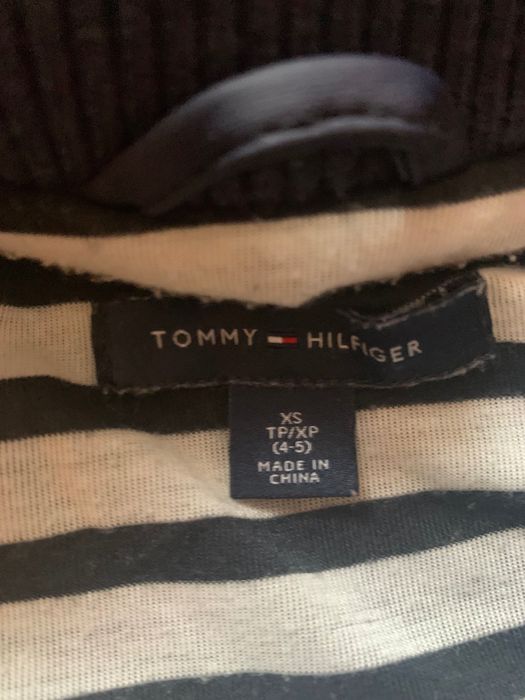 TOMMY HILFIGER
XS
TP/XP
(4-5)
MADE IN
CHINA